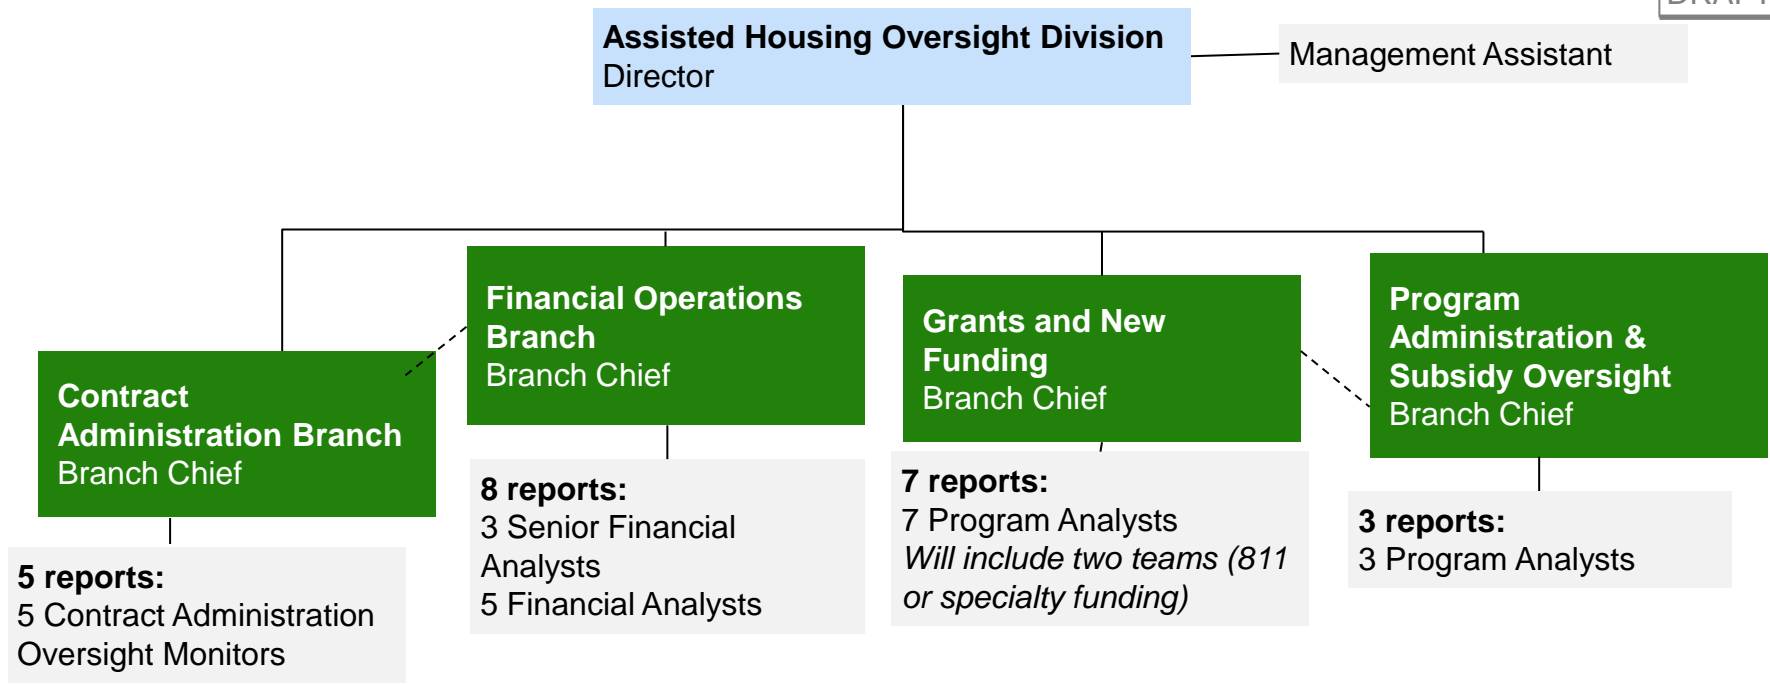 Assisted Housing Oversight Division
Director
Management Assistant
Contract
Administration Branch
Branch Chief
5 reports:
5 Contract Administration
Oversight Monitors
Financial Operations
Branch
Branch Chief
8 reports:
3 Senior Financial
Analysts
5 Financial Analysts
Grants and New
Funding
Branch Chief
7 reports:
7 Program Analysts
Will include two teams (811
or specialty funding)
Program
Administration &
Subsidy Oversight
Branch Chief
3 reports:
3 Program Analysts